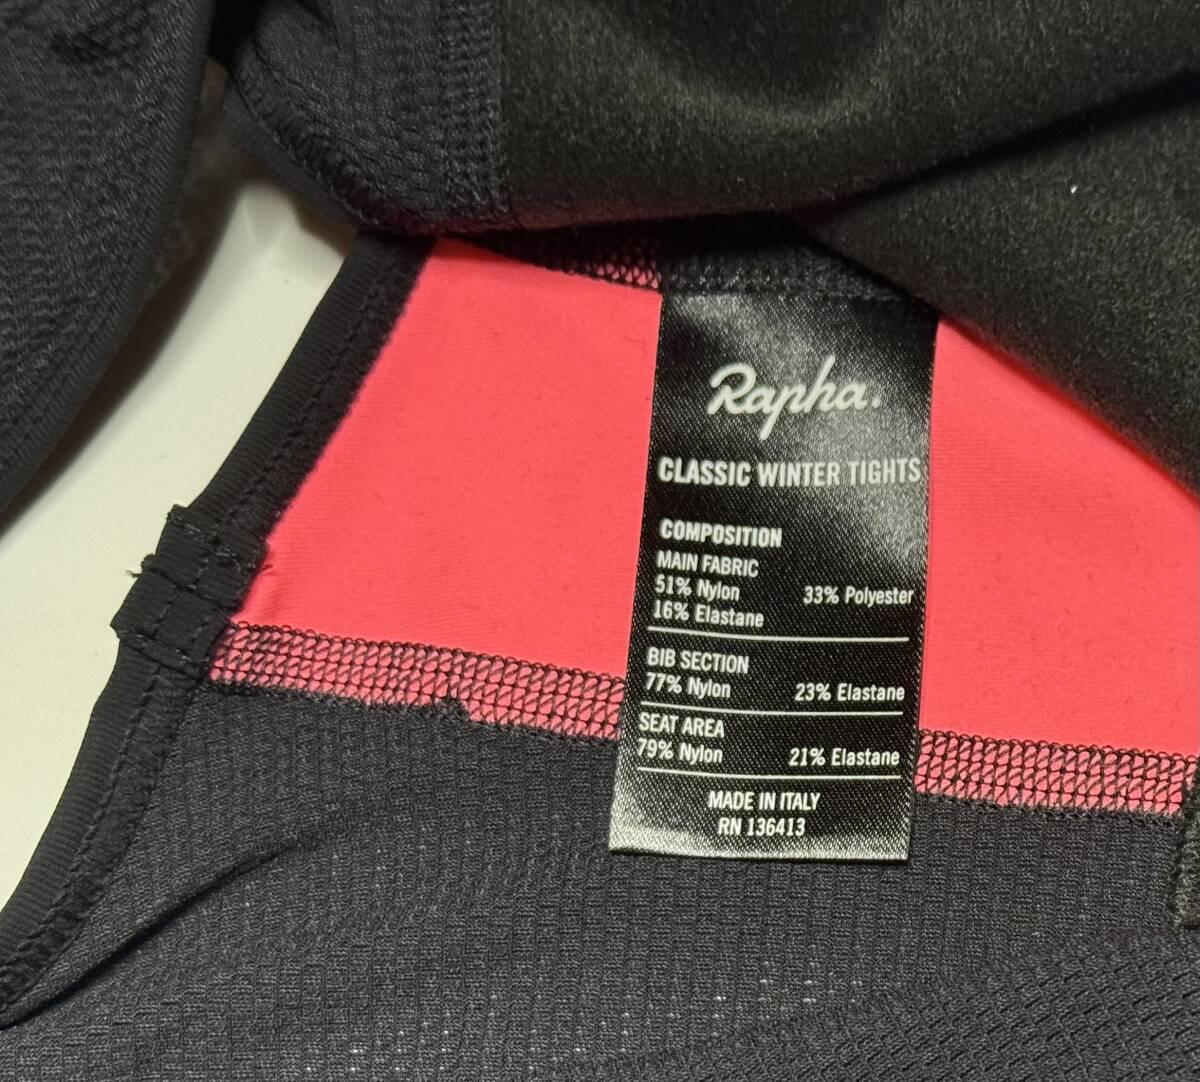 Rapha.
CLASSIC WINTER TIGHTS
COMPOSITION
MAIN FABRIC
51% Nylon 33% Polyester
16% Elastane
BIB SECTION
77% Nylon 23% Elastane
SEAT AREA
79% Nylon 21% Elastane
MADE IN ITALY
RN 136413